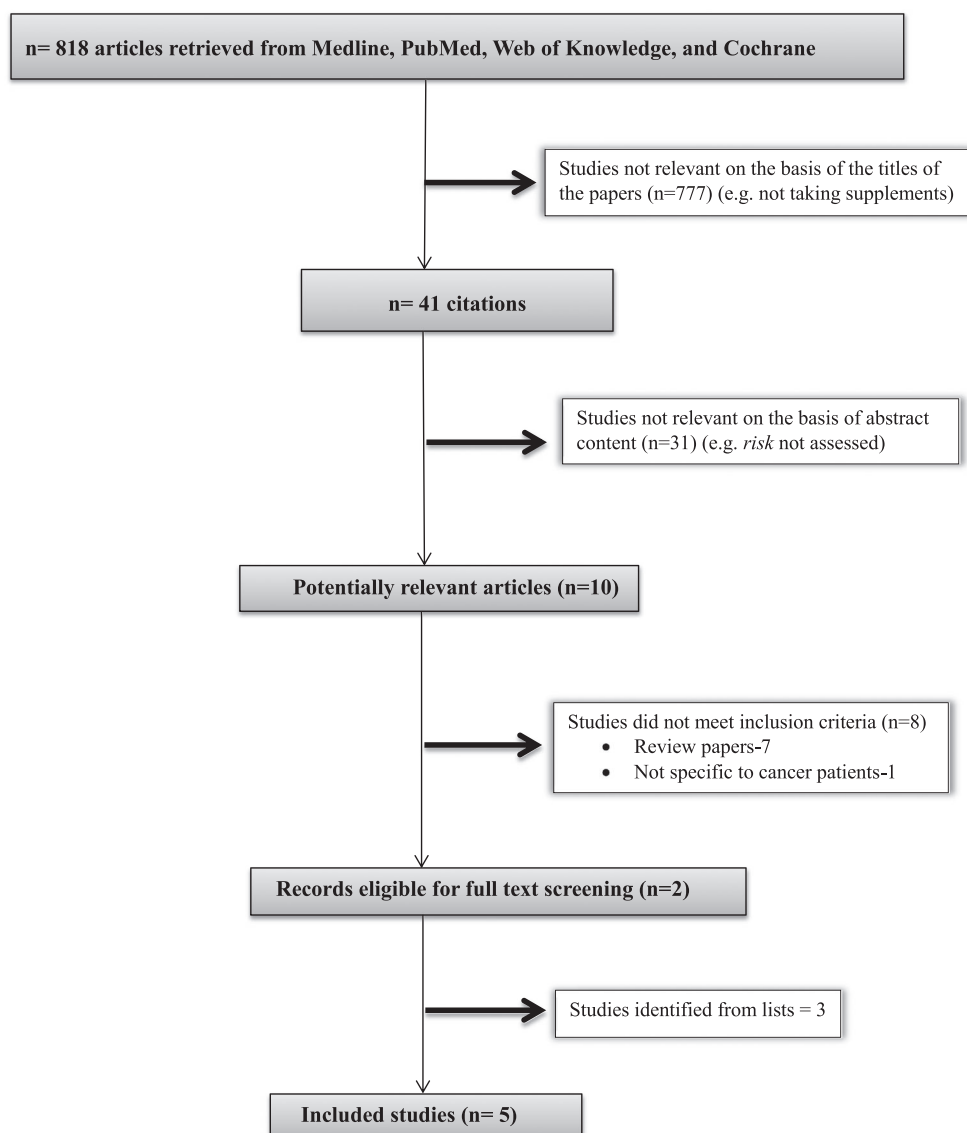 n= 818 articles retrieved from Medline, PubMed, Web of Knowledge, and Cochrane
Studies not relevant on the basis of the titles of
the papers (n=777) (e.g. not taking supplements)
n= 41 citations
Studies not relevant on the basis of abstract
content (n=31) (e.g. risk not assessed)
Potentially relevant articles (n=10)
Studies did not meet inclusion criteria (n=8)
• Review papers-7
• Not specific to cancer patients-1
Records eligible for full text screening (n=2)
Studies identified from lists = 3
Included studies (n= 5)